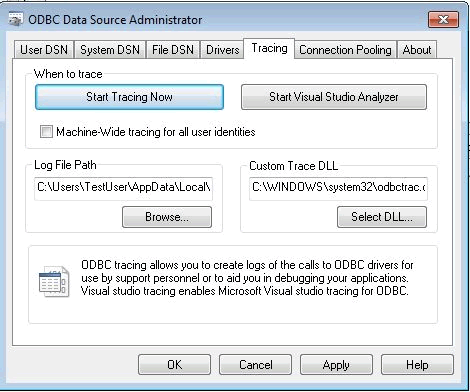 ODBC Data Source Administrator
User DSN System DSN File DSN Drivers Tracing Connection Pooling About
When to trace
Start Tracing Now Start Visual Studio Analyzer
Machine-Wide tracing for all user identities
Log File Path Custom Trace DLL
C:\Users\TestUser\AppData\Local\ C:\WINDOWS\system32\odbctrac.c
Browse... Select DLL...
ODBC tracing allows you to create logs of the calls to ODBC drivers for
use by support personnel or to aid you in debugging your applications.
Visual studio tracing enables Microsoft Visual studio tracing for ODBC.
OK Cancel Apply Help